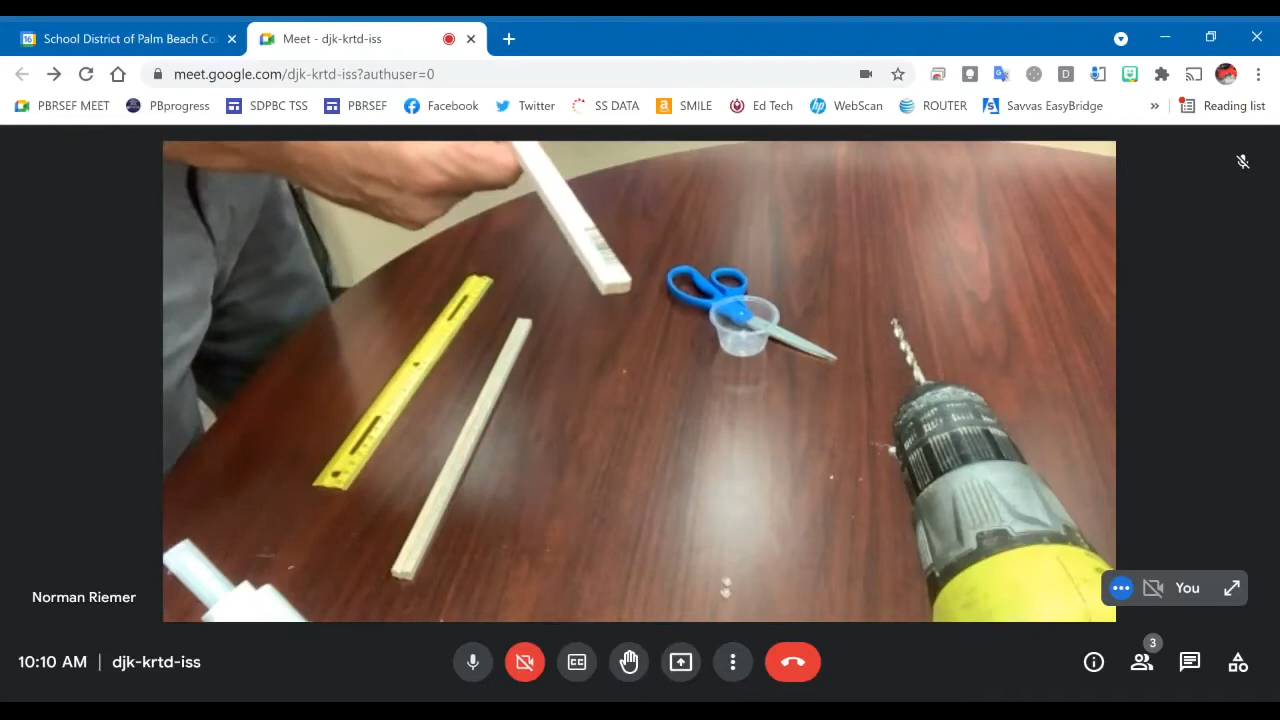 School District of Palm Beach Co
Meet - djk-krtd-iss
meet.google.com/djk-krtd-iss?authuser=0
PBRSEF MEET
PBprogress
SDPBC TSS
PBRSEF
Facebook
Twitter
SS DATA
SMILE
Ed Tech
WebScan
ROUTER
Savvas EasyBridge
»
Reading list
You
Norman Riemer
10:10 AM | djk-krtd-iss
CC
3